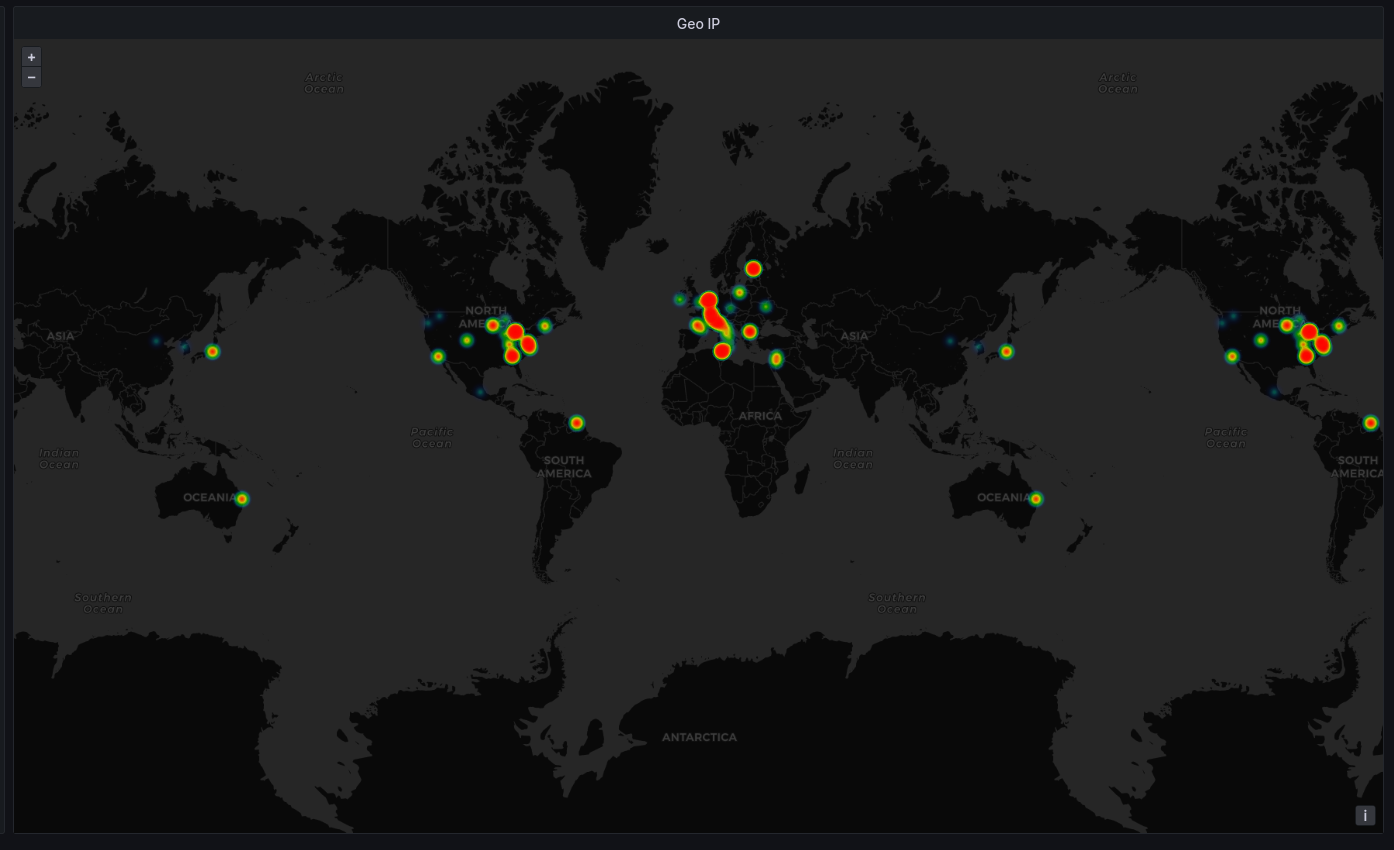 Geo IP
+
−
Arctic
Ocean
Arctic
Ocean
NORTH
AME
NORTH
AME
ASIA
ASIA
AFRICA
Pacific
Ocean
Pacific
Ocean
Indian
Ocean
Indian
Ocean
SOUTH
AMERICA
SOUTH
AMERICA
OCEANIA
OCEANIA
Southern
Ocean
Southern
Ocean
ANTARCTICA
i